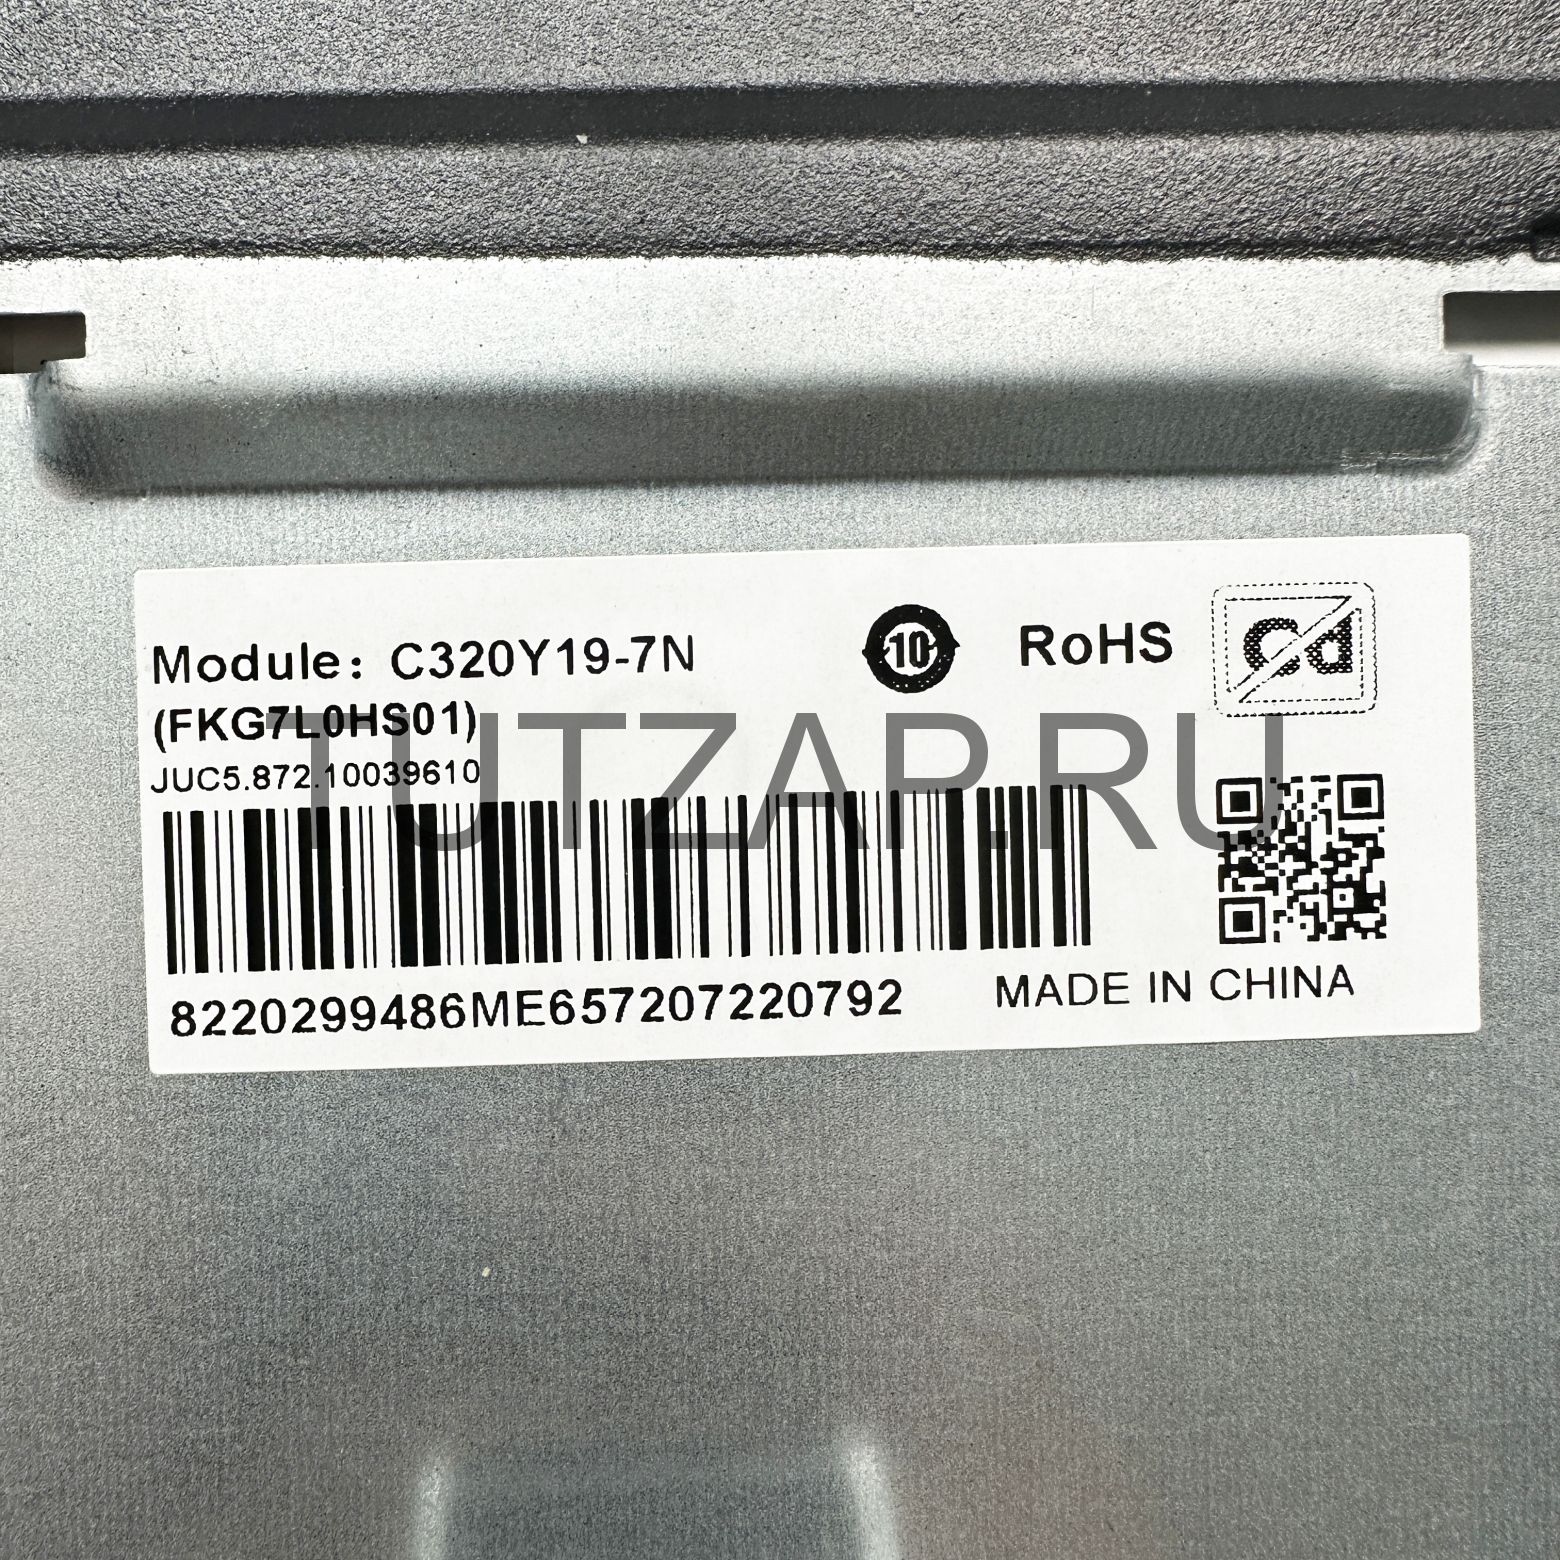 Module: C320Y19-7N
10
RoHS
Cd
(FKG7L0HS01)
JUC5.872.10039610
TUTZAP.RU
8220299486ME657207220792
MADE IN CHINA